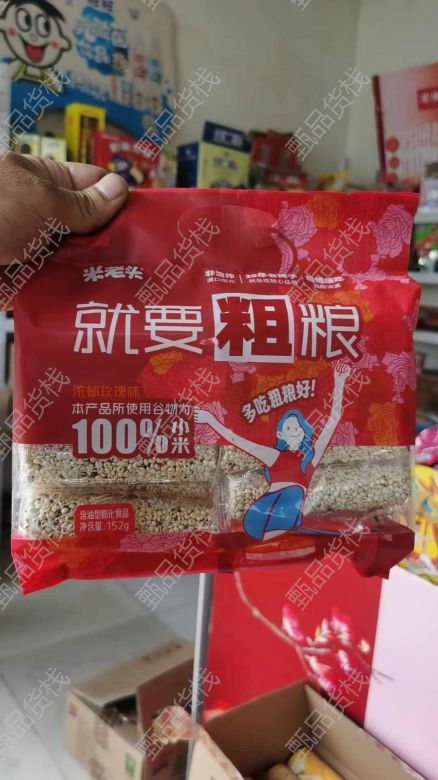 米老头
非油炸
就要粗粮
浓郁玫瑰味
本产品所使用谷物为
100%小米
多吃粗粮好!
含油型膨化食品
净含量:152g
甄品货栈